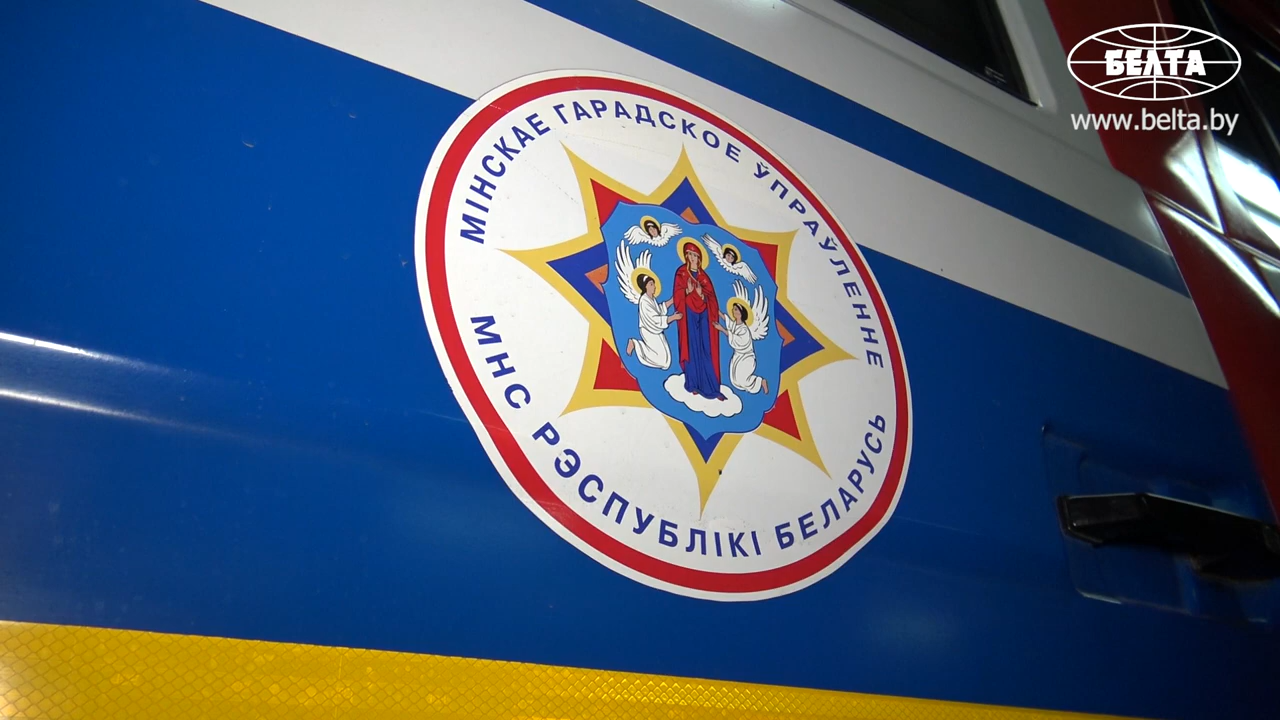 МІНСКАЕ ГАРАДСКОЕ ЎПРАЎЛЕННЕ
МНС РЭСПУБЛІКІ БЕЛАРУСЬ
БЕЛТА
www.belta.by